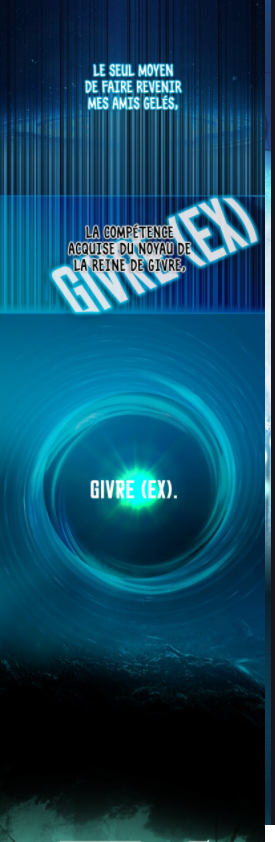 LE SEUL MOYEN
DE FAIRE REVENIR
MES AMIS GELÉS,
LA COMPÉTENCE
ACQUISE DU NOYAU DE
LA REINE DE GIVRE,
GIVRE (EX)
GIVRE (EX).